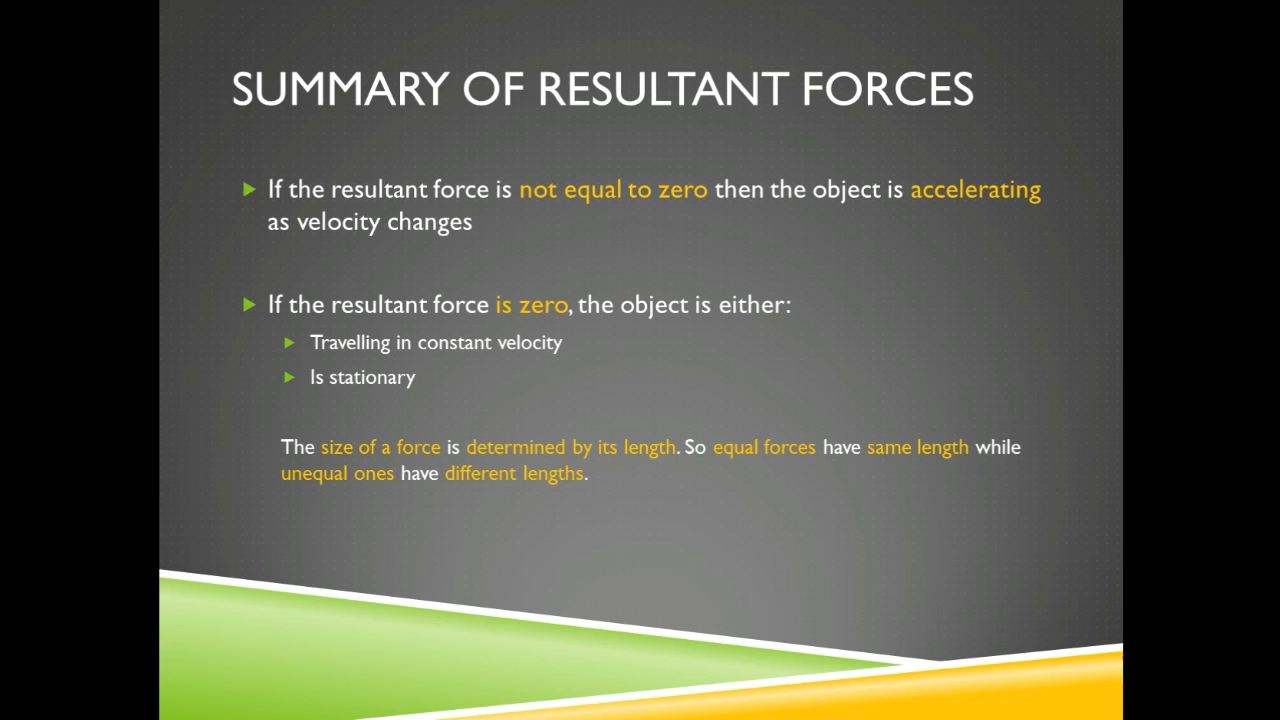 SUMMARY OF RESULTANT FORCES
If the resultant force is not equal to zero then the object is accelerating
as velocity changes
If the resultant force is zero, the object is either:
Travelling in constant velocity
Is stationary
The size of a force is determined by its length. So equal forces have same length while
unequal ones have different lengths.